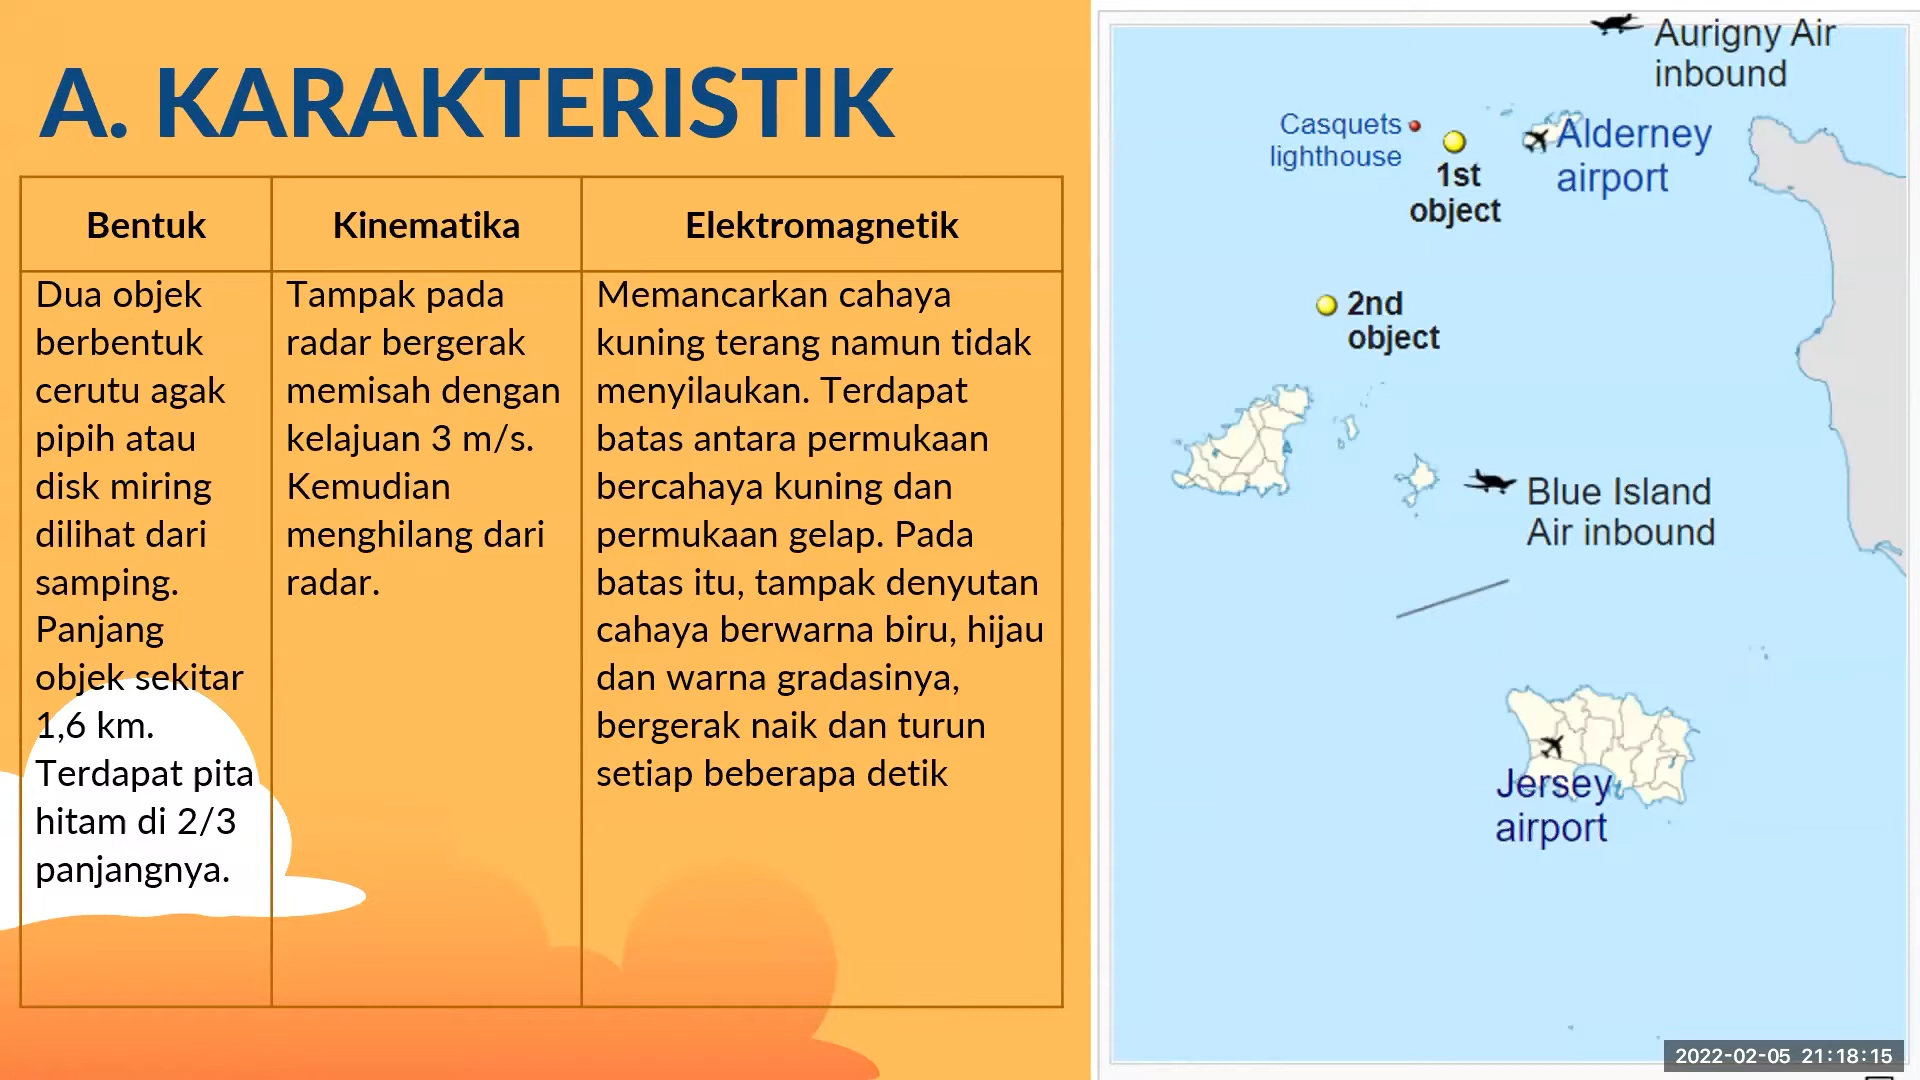 A. KARAKTERISTIK
Bentuk
Kinematika
Elektromagnetik
Dua objek
berbentuk
cerutu agak
pipih atau
disk miring
dilihat dari
samping.
Panjang
objek sekitar
1,6 km.
Terdapat pita
hitam di 2/3
panjangnya.
Tampak pada
radar bergerak
memisah dengan
kelajuan 3 m/s.
Kemudian
menghilang dari
radar.
Memancarkan cahaya
kuning terang namun tidak
menyilaukan. Terdapat
batas antara permukaan
bercahaya kuning dan
permukaan gelap. Pada
batas itu, tampak denyutan
cahaya berwarna biru, hijau
dan warna gradasinya,
bergerak naik dan turun
setiap beberapa detik
Aurigny Air
inbound
Casquets
lighthouse
1st
object
Alderney
airport
2nd
object
Blue Island
Air inbound
Jersey
airport
2022-02-05 21:18:15